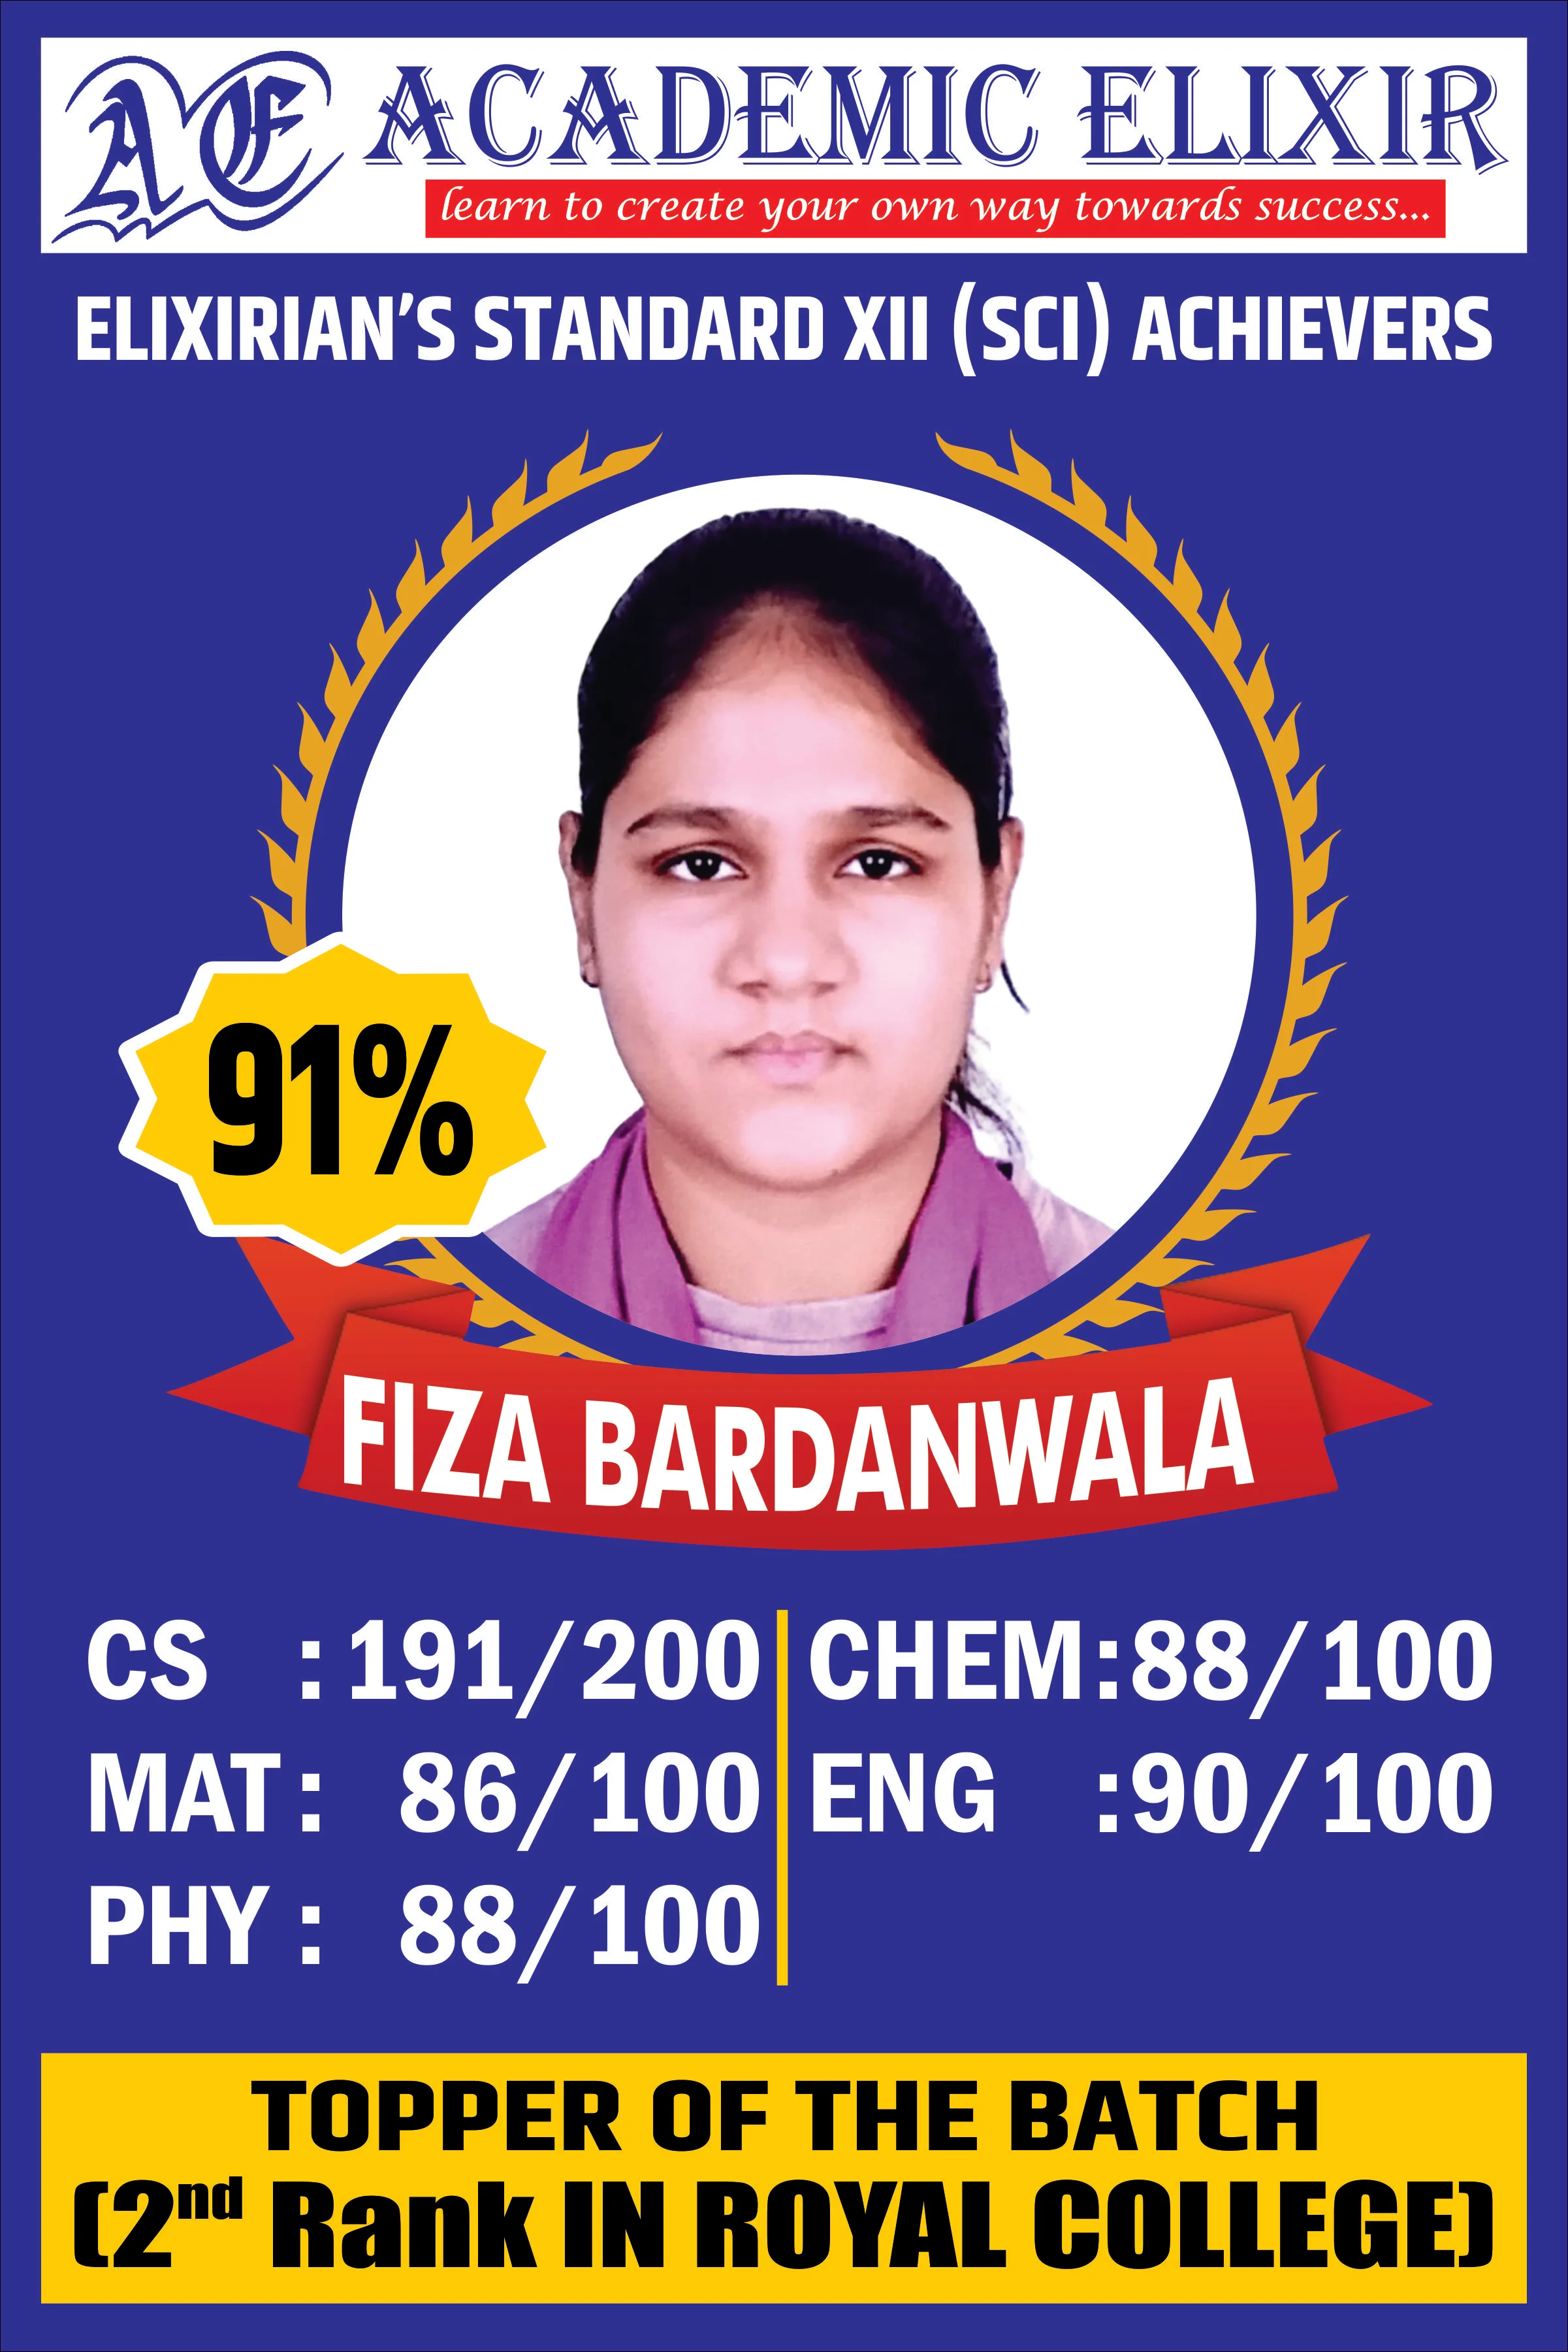 AE ACADEMIC ELIXIR
learn to create your own way towards success...
ELIXIRIAN'S STANDARD XII (SCI) ACHIEVERS
91%
FIZA BARDANWALA
CS : 191/200
MAT : 86/100
PHY : 88/100
CHEM : 88/100
ENG : 90/100
TOPPER OF THE BATCH
(2nd Rank IN ROYAL COLLEGE)